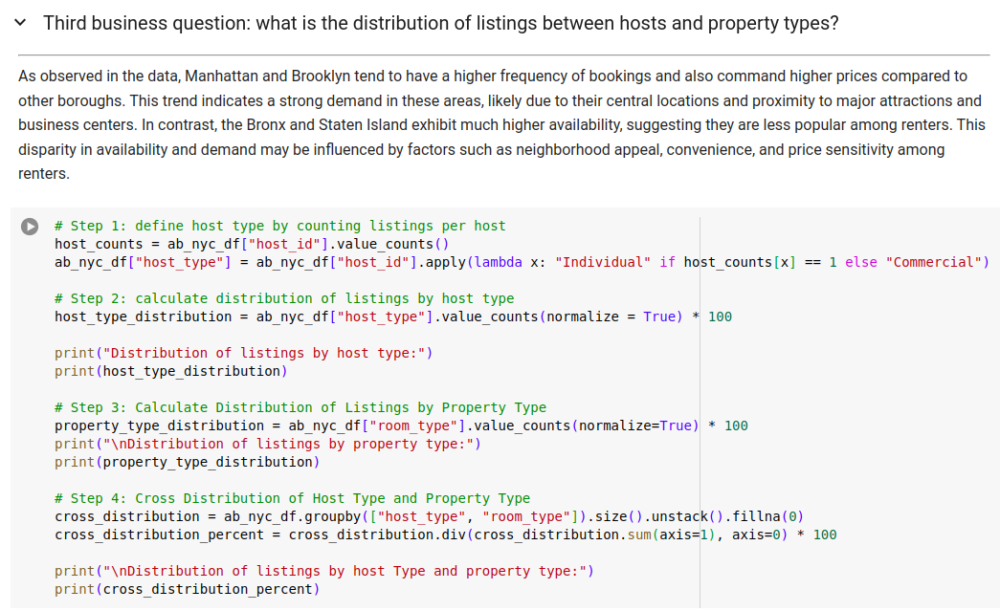 Third business question: what is the distribution of listings between hosts and property types?
As observed in the data, Manhattan and Brooklyn tend to have a higher frequency of bookings and also command higher prices compared to
other boroughs. This trend indicates a strong demand in these areas, likely due to their central locations and proximity to major attractions and
business centers. In contrast, the Bronx and Staten Island exhibit much higher availability, suggesting they are less popular among renters. This
disparity in availability and demand may be influenced by factors such as neighborhood appeal, convenience, and price sensitivity among
renters.
# Step 1: define host type by counting listings per host
host_counts = ab_nyc_df["host_id"].value_counts()
ab_nyc_df["host_type"] = ab_nyc_df["host_id"].apply(lambda x: "Individual" if host_counts[x] == 1 else "Commercial")
# Step 2: calculate distribution of listings by host type
host_type_distribution = ab_nyc_df["host_type"].value_counts(normalize = True) * 100
print("Distribution of listings by host type:")
print(host_type_distribution)
# Step 3: Calculate Distribution of Listings by Property Type
property_type_distribution = ab_nyc_df["room_type"].value_counts(normalize=True) * 100
print("\nDistribution of listings by property type:")
print(property_type_distribution)
# Step 4: Cross Distribution of Host Type and Property Type
cross_distribution = ab_nyc_df.groupby(["host_type", "room_type"]).size().unstack().fillna(0)
cross_distribution_percent = cross_distribution.div(cross_distribution.sum(axis=1), axis=0) * 100
print("\nDistribution of listings by host Type and property type:")
print(cross_distribution_percent)